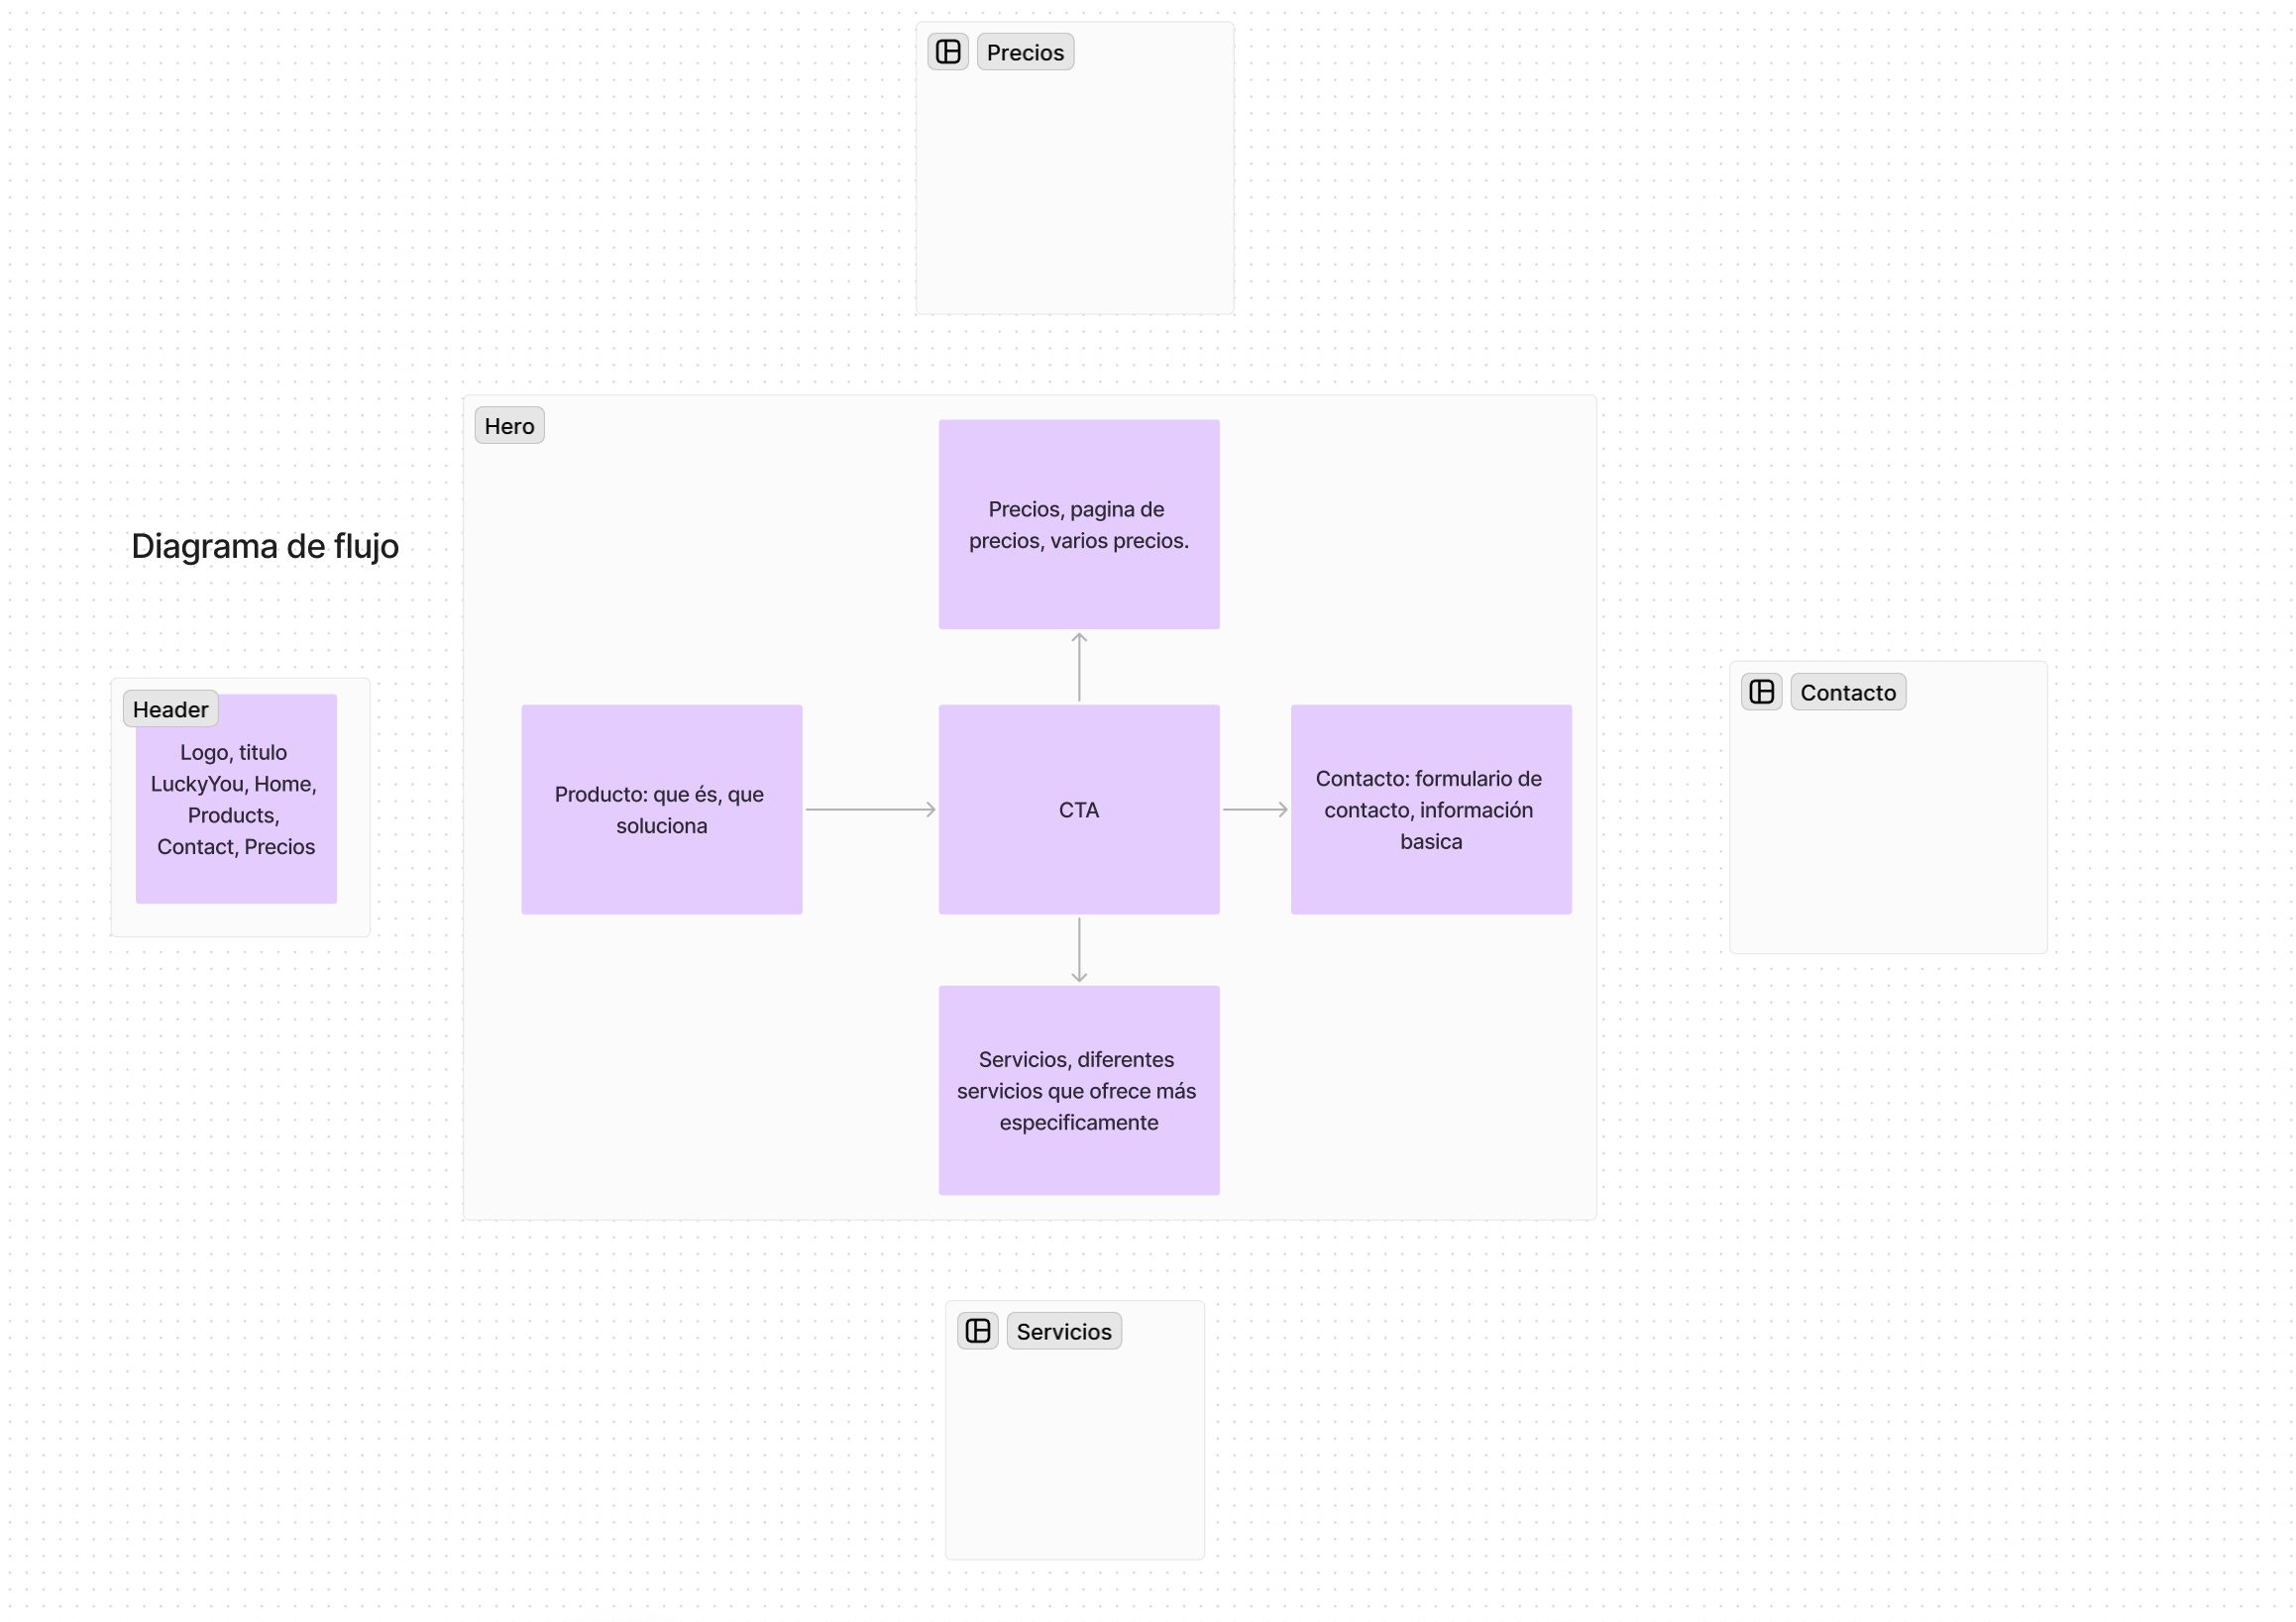 Precios
Hero
Precios, pagina de
precios, varios precios.
Diagrama de flujo
Header
Logo, titulo
LuckyYou, Home,
Products,
Contact, Precios
Producto: que és, que
soluciona
CTA
Contacto: formulario de
contacto, información
basica
Contacto
Servicios, diferentes
servicios que ofrece más
especificamente
Servicios